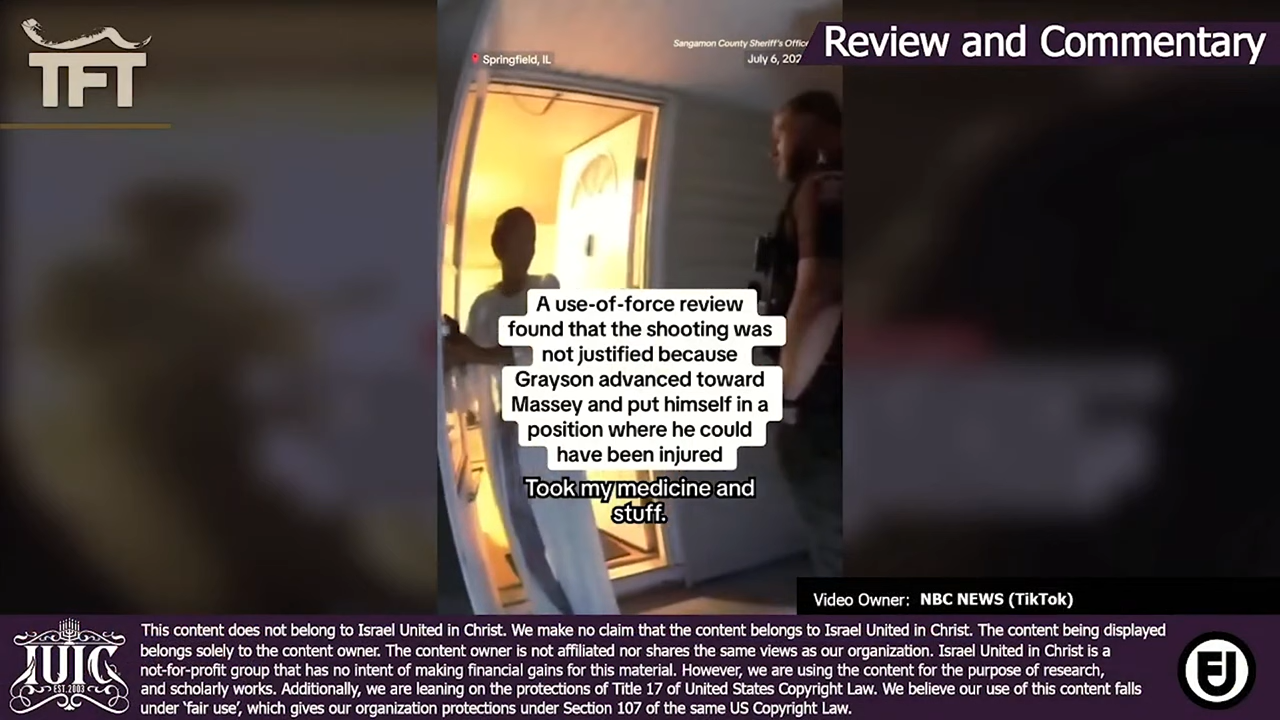 TFT
Springfield, IL
Sangamon County Sheriff's Offic
July 6, 202
Review and Commentary
A use-of-force review
found that the shooting was
not justified because
Grayson advanced toward
Massey and put himself in a
position where he could
have been injured
Took my medicine and
stuff.
Video Owner: NBC NEWS (TikTok)
IUIC
EST. 2003
This content does not belong to Israel United in Christ. We make no claim that the content belongs to Israel United in Christ. The content being displayed
belongs solely to the content owner. The content owner is not affiliated nor shares the same views as our organization. Israel United in Christ is a
not-for-profit group that has no intent of making financial gains for this material. However, we are using the content for the purpose of research,
and scholarly works. Additionally, we are leaning on the protections of Title 17 of United States Copyright Law. We believe our use of this content falls
under 'fair use', which gives our organization protections under Section 107 of the same US Copyright Law.